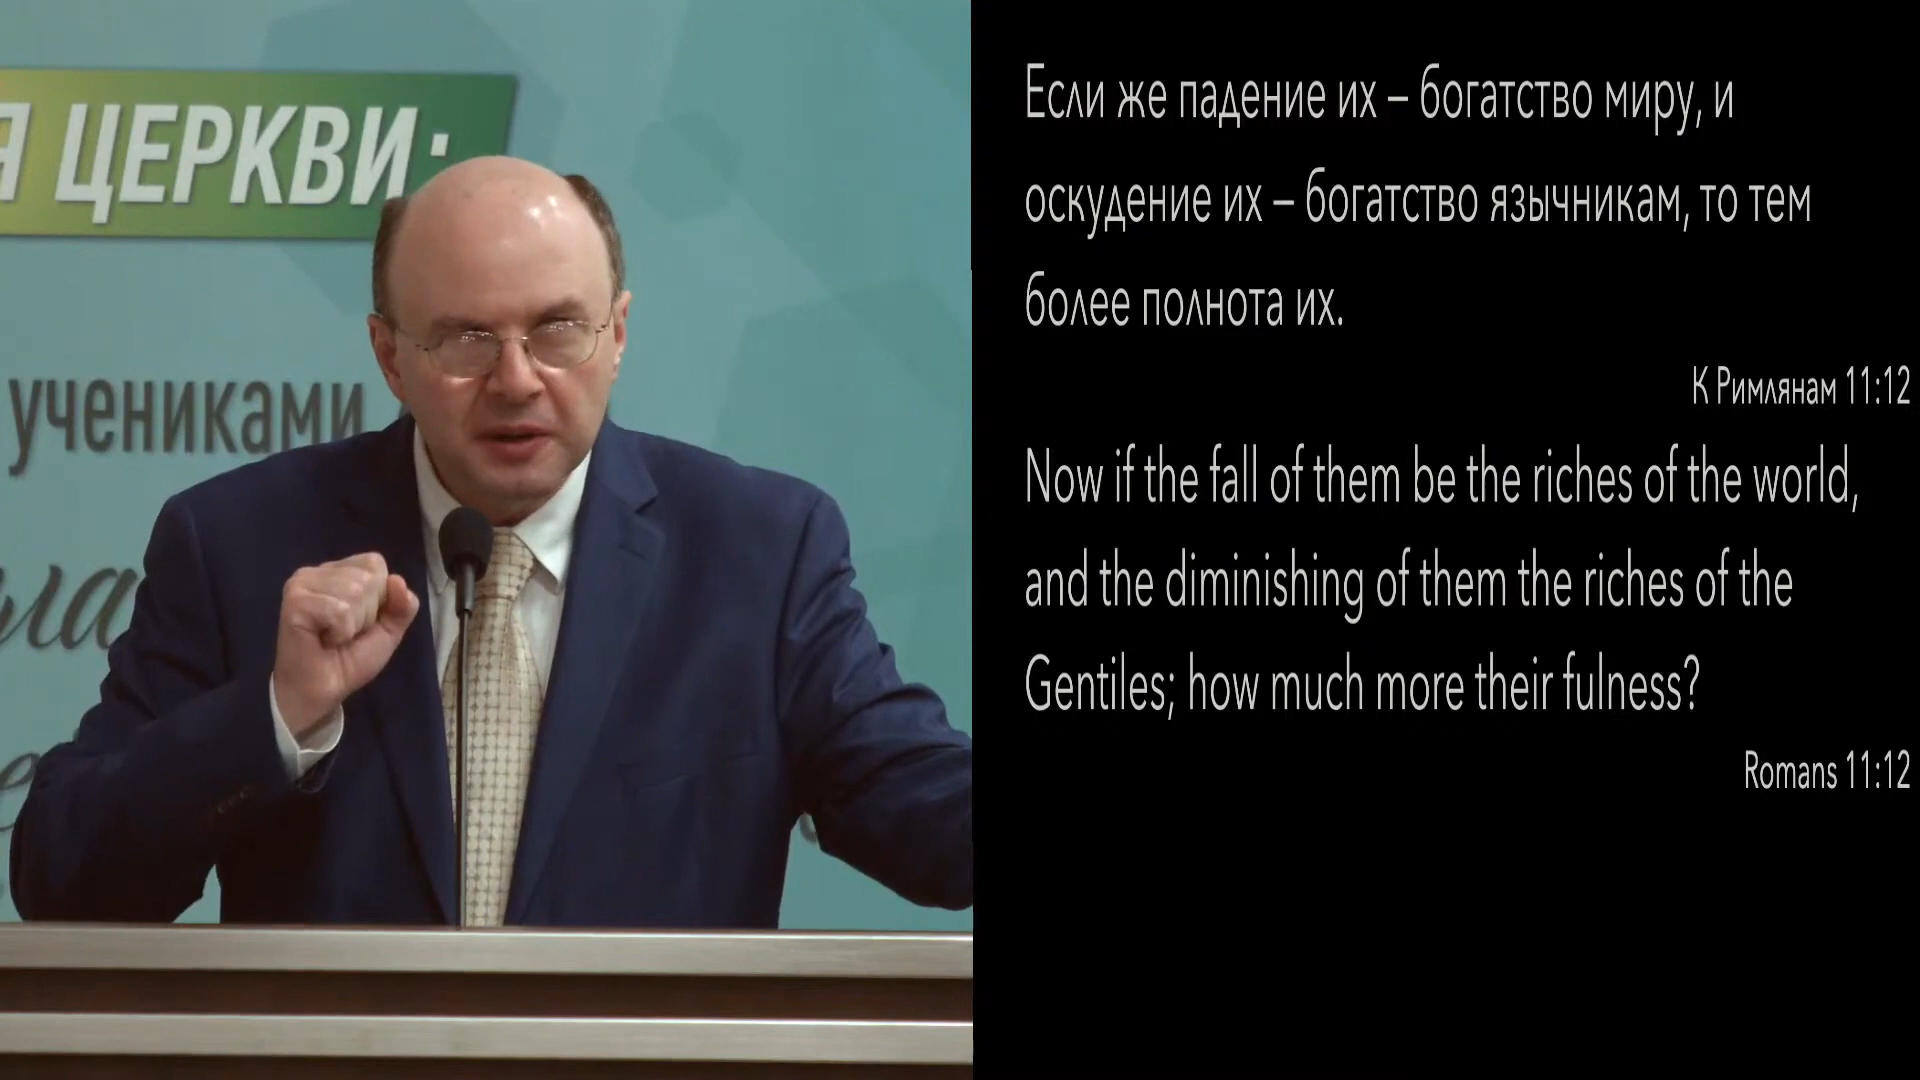 Я ЦЕРКВИ:
учениками
Если же падение их – богатство миру, и
оскудение их – богатство язычникам, то тем
более полнота их.
К Римлянам 11:12
Now if the fall of them be the riches of the world,
and the diminishing of them the riches of the
Gentiles; how much more their fulness?
Romans 11:12